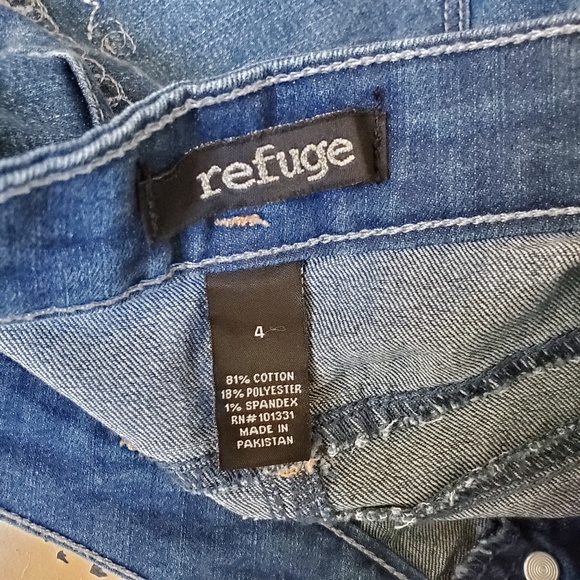 refuge
4
81% COTTON
18% POLYESTER
1% SPANDEX
RN# 101331
MADE IN
PAKISTAN